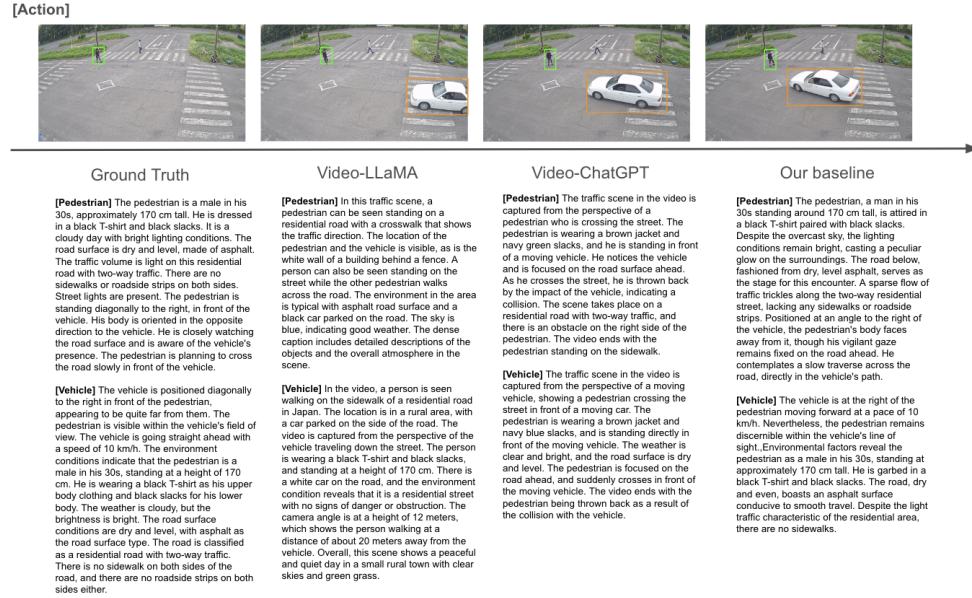 [Action]
Ground Truth
[Pedestrian] The pedestrian is a male in his
30s, approximately 170 cm tall. He is dressed
in a black T-shirt and black slacks. It is a
cloudy day with bright lighting conditions. The
road surface is dry and level, made of asphalt.
The traffic volume is light on this residential
road with two-way traffic. There are no
sidewalks or roadside strips on both sides.
Street lights are present. The pedestrian is
standing diagonally to the right, in front of the
vehicle. His body is oriented in the opposite
direction to the vehicle. He is closely watching
the road surface and is aware of the vehicle's
presence. The pedestrian is planning to cross
the road slowly in front of the vehicle.
[Vehicle] The vehicle is positioned diagonally
to the right in front of the pedestrian,
appearing to be quite far from them. The
pedestrian is visible within the vehicle's field of
view. The vehicle is going straight ahead with
a speed of 10 km/h. The environment
conditions indicate that the pedestrian is a
male in his 30s, standing at a height of 170
cm. He is wearing a black T-shirt as his upper
body clothing and black slacks for his lower
body. The weather is cloudy, but the
brightness is bright. The road surface
conditions are dry and level, with asphalt as
the road surface type. The road is classified
as a residential road with two-way traffic.
There is no sidewalk on both sides of the
road, and there are no roadside strips on both
sides either.
Video-LLaMA
[Pedestrian] In this traffic scene, a
pedestrian can be seen standing on a
residential road with a crosswalk that shows
the traffic direction. The location of the
pedestrian and the vehicle is visible, as is the
white wall of a building behind a fence. A
person can also be seen standing on the
street while the other pedestrian walks
across the road. The environment in the area
is typical with asphalt road surface and a
black car parked on the road. The sky is
blue, indicating good weather. The dense
caption includes detailed descriptions of the
objects and the overall atmosphere in the
scene.
[Vehicle] In the video, a person is seen
walking on the sidewalk of a residential road
in Japan. The location is in a rural area, with
a car parked on the side of the road. The
video is captured from the perspective of the
vehicle traveling down the street. The person
is wearing a black T-shirt and black slacks,
and standing at a height of 170 cm. There is
a white car on the road, and the environment
condition reveals that it is a residential street
with no signs of danger or obstruction. The
camera angle is at a height of 12 meters,
which shows the person walking at a
distance of about 20 meters away from the
vehicle. Overall, this scene shows a peaceful
and quiet day in a small rural town with clear
skies and green grass.
Video-ChatGPT
[Pedestrian] The traffic scene in the video is
captured from the perspective of a
pedestrian who is crossing the street. The
pedestrian is wearing a brown jacket and
navy green slacks, and he is standing in front
of a moving vehicle. He notices the vehicle
and is focused on the road surface ahead.
As he crosses the street, he is thrown back
by the impact of the vehicle, indicating a
collision. The scene takes place on a
residential road with two-way traffic, and
there is an obstacle on the right side of the
pedestrian. The video ends with the
pedestrian standing on the sidewalk.
[Vehicle] The traffic scene in the video is
captured from the perspective of a moving
vehicle, showing a pedestrian crossing the
street in front of a moving car. The
pedestrian is wearing a brown jacket and
navy blue slacks, and is standing directly in
front of the moving vehicle. The weather is
clear and bright, and the road surface is dry
and level. The pedestrian is focused on the
road ahead, and suddenly crosses in front of
the moving vehicle. The video ends with the
pedestrian being thrown back as a result of
the collision with the vehicle.
Our baseline
[Pedestrian] The pedestrian, a man in his
30s standing around 170 cm tall, is attired in
a black T-shirt paired with black slacks.
Despite the overcast sky, the lighting
conditions remain bright, casting a peculiar
glow on the surroundings. The road below,
fashioned from dry, level asphalt, serves as
the stage for this encounter. A sparse flow of
traffic trickles along the two-way residential
street, lacking any sidewalks or roadside
strips. Positioned at an angle to the right of
the vehicle, the pedestrian's body faces
away from it, though his vigilant gaze
remains fixed on the road ahead. He
contemplates a slow traverse across the
road, directly in the vehicle's path.
[Vehicle] The vehicle is at the right of the
pedestrian moving forward at a pace of 10
km/h. Nevertheless, the pedestrian remains
discernible within the vehicle's line of
sight.,Environmental factors reveal the
pedestrian as a male in his 30s, standing at
approximately 170 cm tall. He is garbed in a
black T-shirt and black slacks. The road, dry
and even, boasts an asphalt surface
conducive to smooth travel. Despite the light
traffic characteristic of the residential area,
there are no sidewalks.